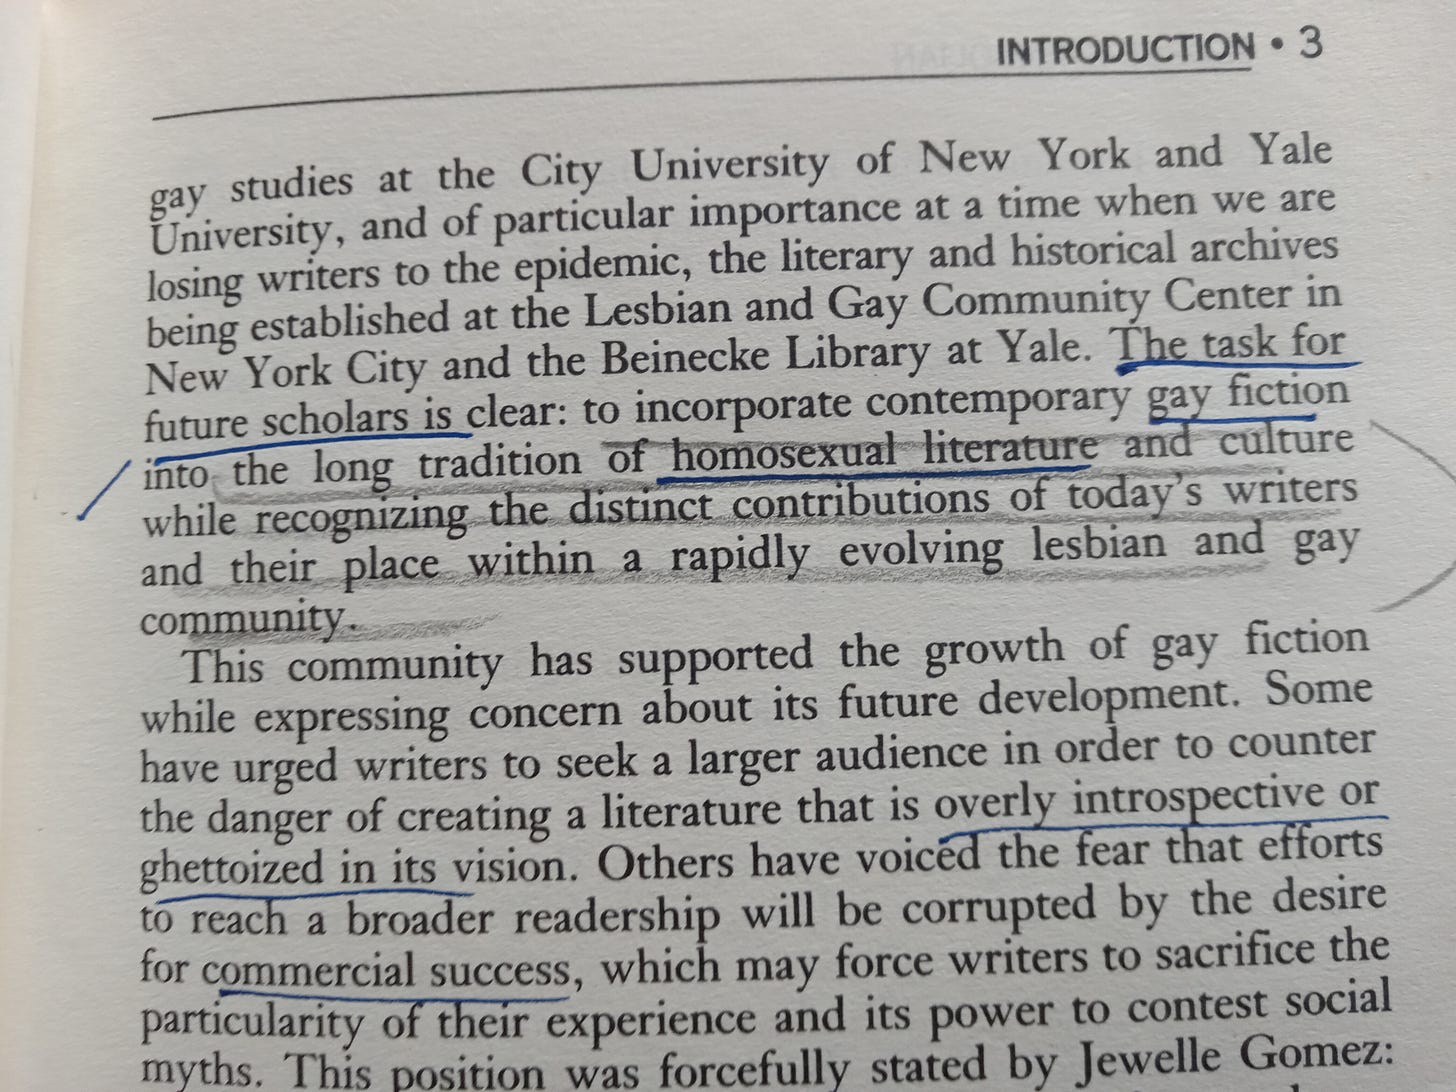 INTRODUCTION • 3
gay studies at the City University of New York and Yale
University, and of particular importance at a time when we are
losing writers to the epidemic, the literary and historical archives
being established at the Lesbian and Gay Community Center in
New York City and the Beinecke Library at Yale. The task for
future scholars is clear: to incorporate contemporary gay fiction
into the long tradition of homosexual literature and culture
while recognizing the distinct contributions of today's writers
and their place within a rapidly evolving lesbian and gay
community.
This community has supported the growth of gay fiction
while expressing concern about its future development. Some
have urged writers to seek a larger audience in order to counter
the danger of creating a literature that is overly introspective or
ghettoized in its vision. Others have voiced the fear that efforts
to reach a broader readership will be corrupted by the desire
for commercial success, which may force writers to sacrifice the
particularity of their experience and its power to contest social
myths. This position was forcefully stated by Jewelle Gomez: